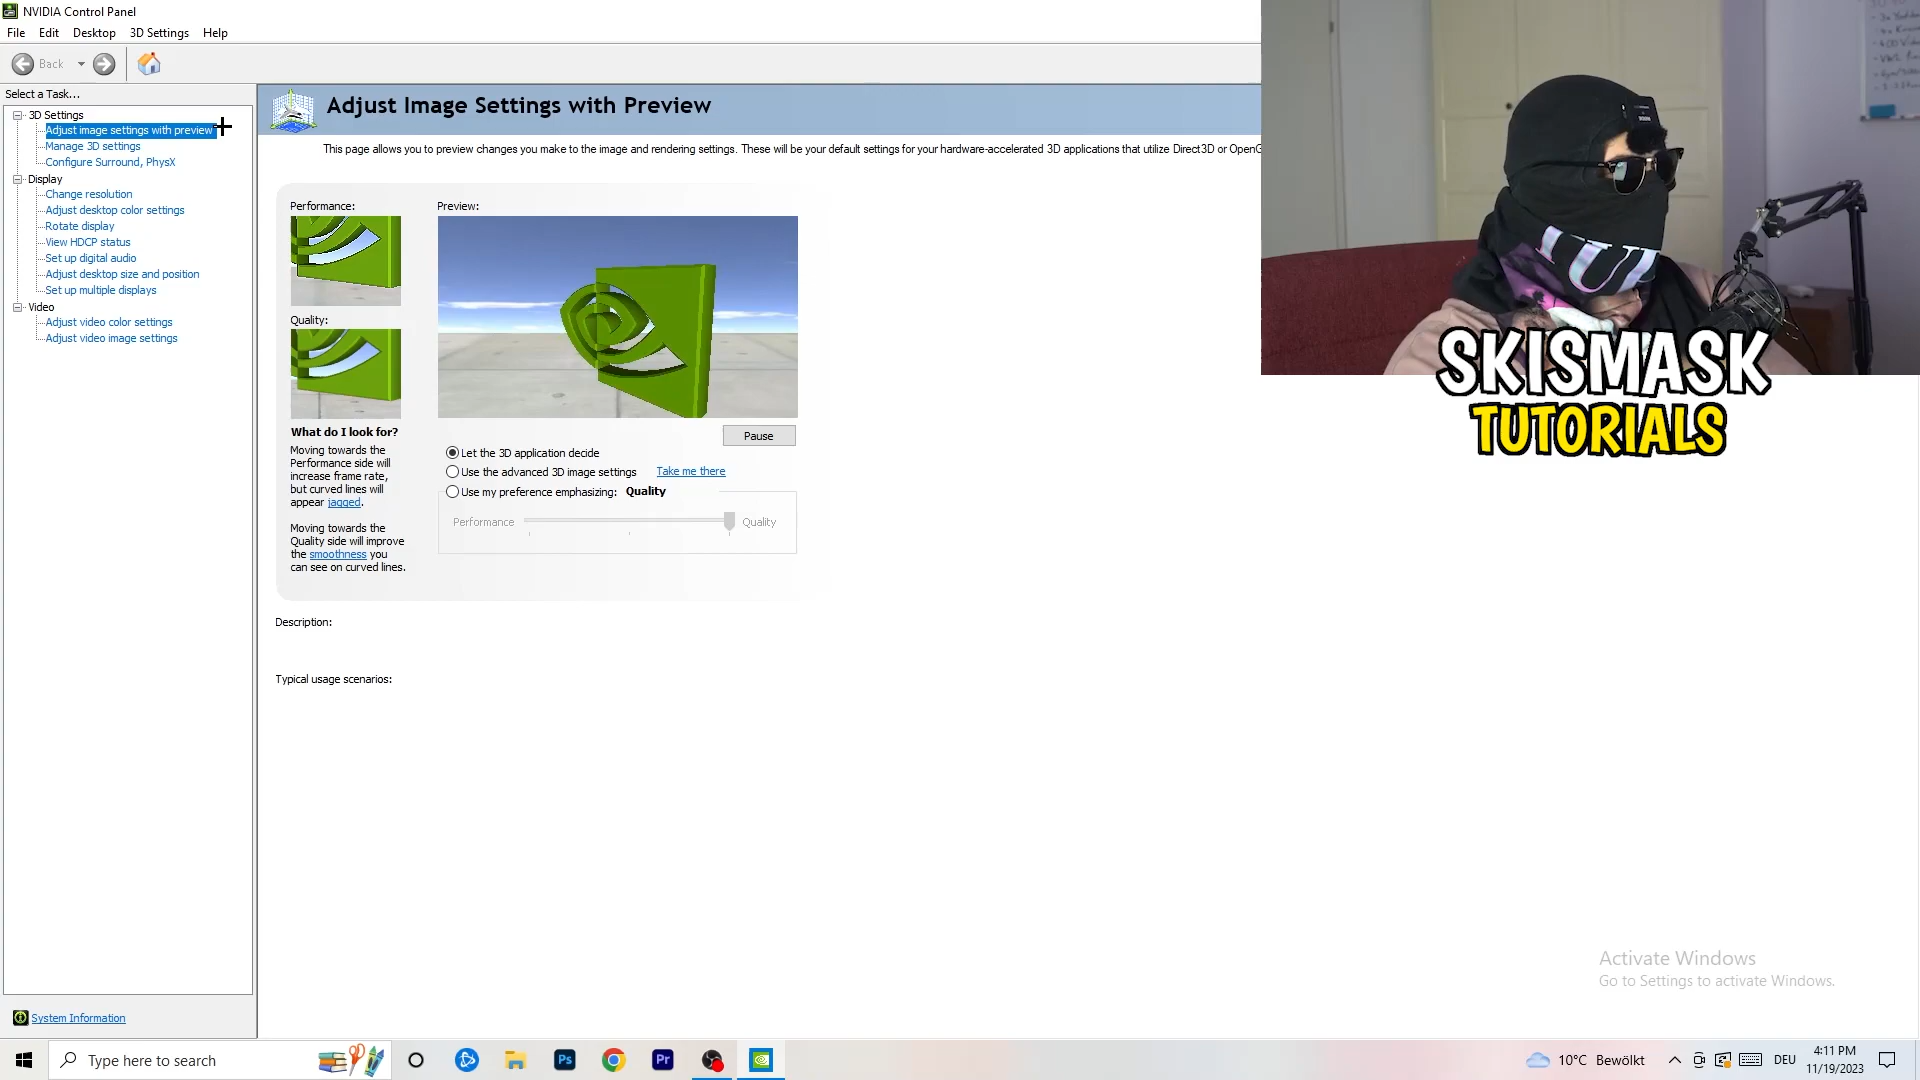 NVIDIA Control Panel
File Edit Desktop 3D Settings Help
Back
Select a Task...
3D Settings
Adjust image settings with preview
Manage 3D settings
Configure Surround, PhysX
Display
Change resolution
Adjust desktop color settings
Rotate display
View HDCP status
Set up digital audio
Adjust desktop size and position
Set up multiple displays
Video
Adjust video color settings
Adjust video image settings
System Information
Adjust Image Settings with Preview
This page allows you to preview changes you make to the image and rendering settings. These will be your default settings for your hardware-accelerated 3D applications that utilize Direct3D or OpenG
Performance:
Preview:
Quality:
What do I look for?
Moving towards the
Performance side will
increase frame rate,
but curved lines will
appear jagged.
Moving towards the
Quality side will improve
the smoothness you
can see on curved lines.
Pause
Let the 3D application decide
Use the advanced 3D image settings Take me there
Use my preference emphasizing: Quality
Performance Quality
Description:
Typical usage scenarios:
SKISMASK
TUTORIALS
Activate Windows
Go to Settings to activate Windows.
Type here to search
Ps
Pr
10°C Bewölkt
DEU
4:11 PM
11/19/2023